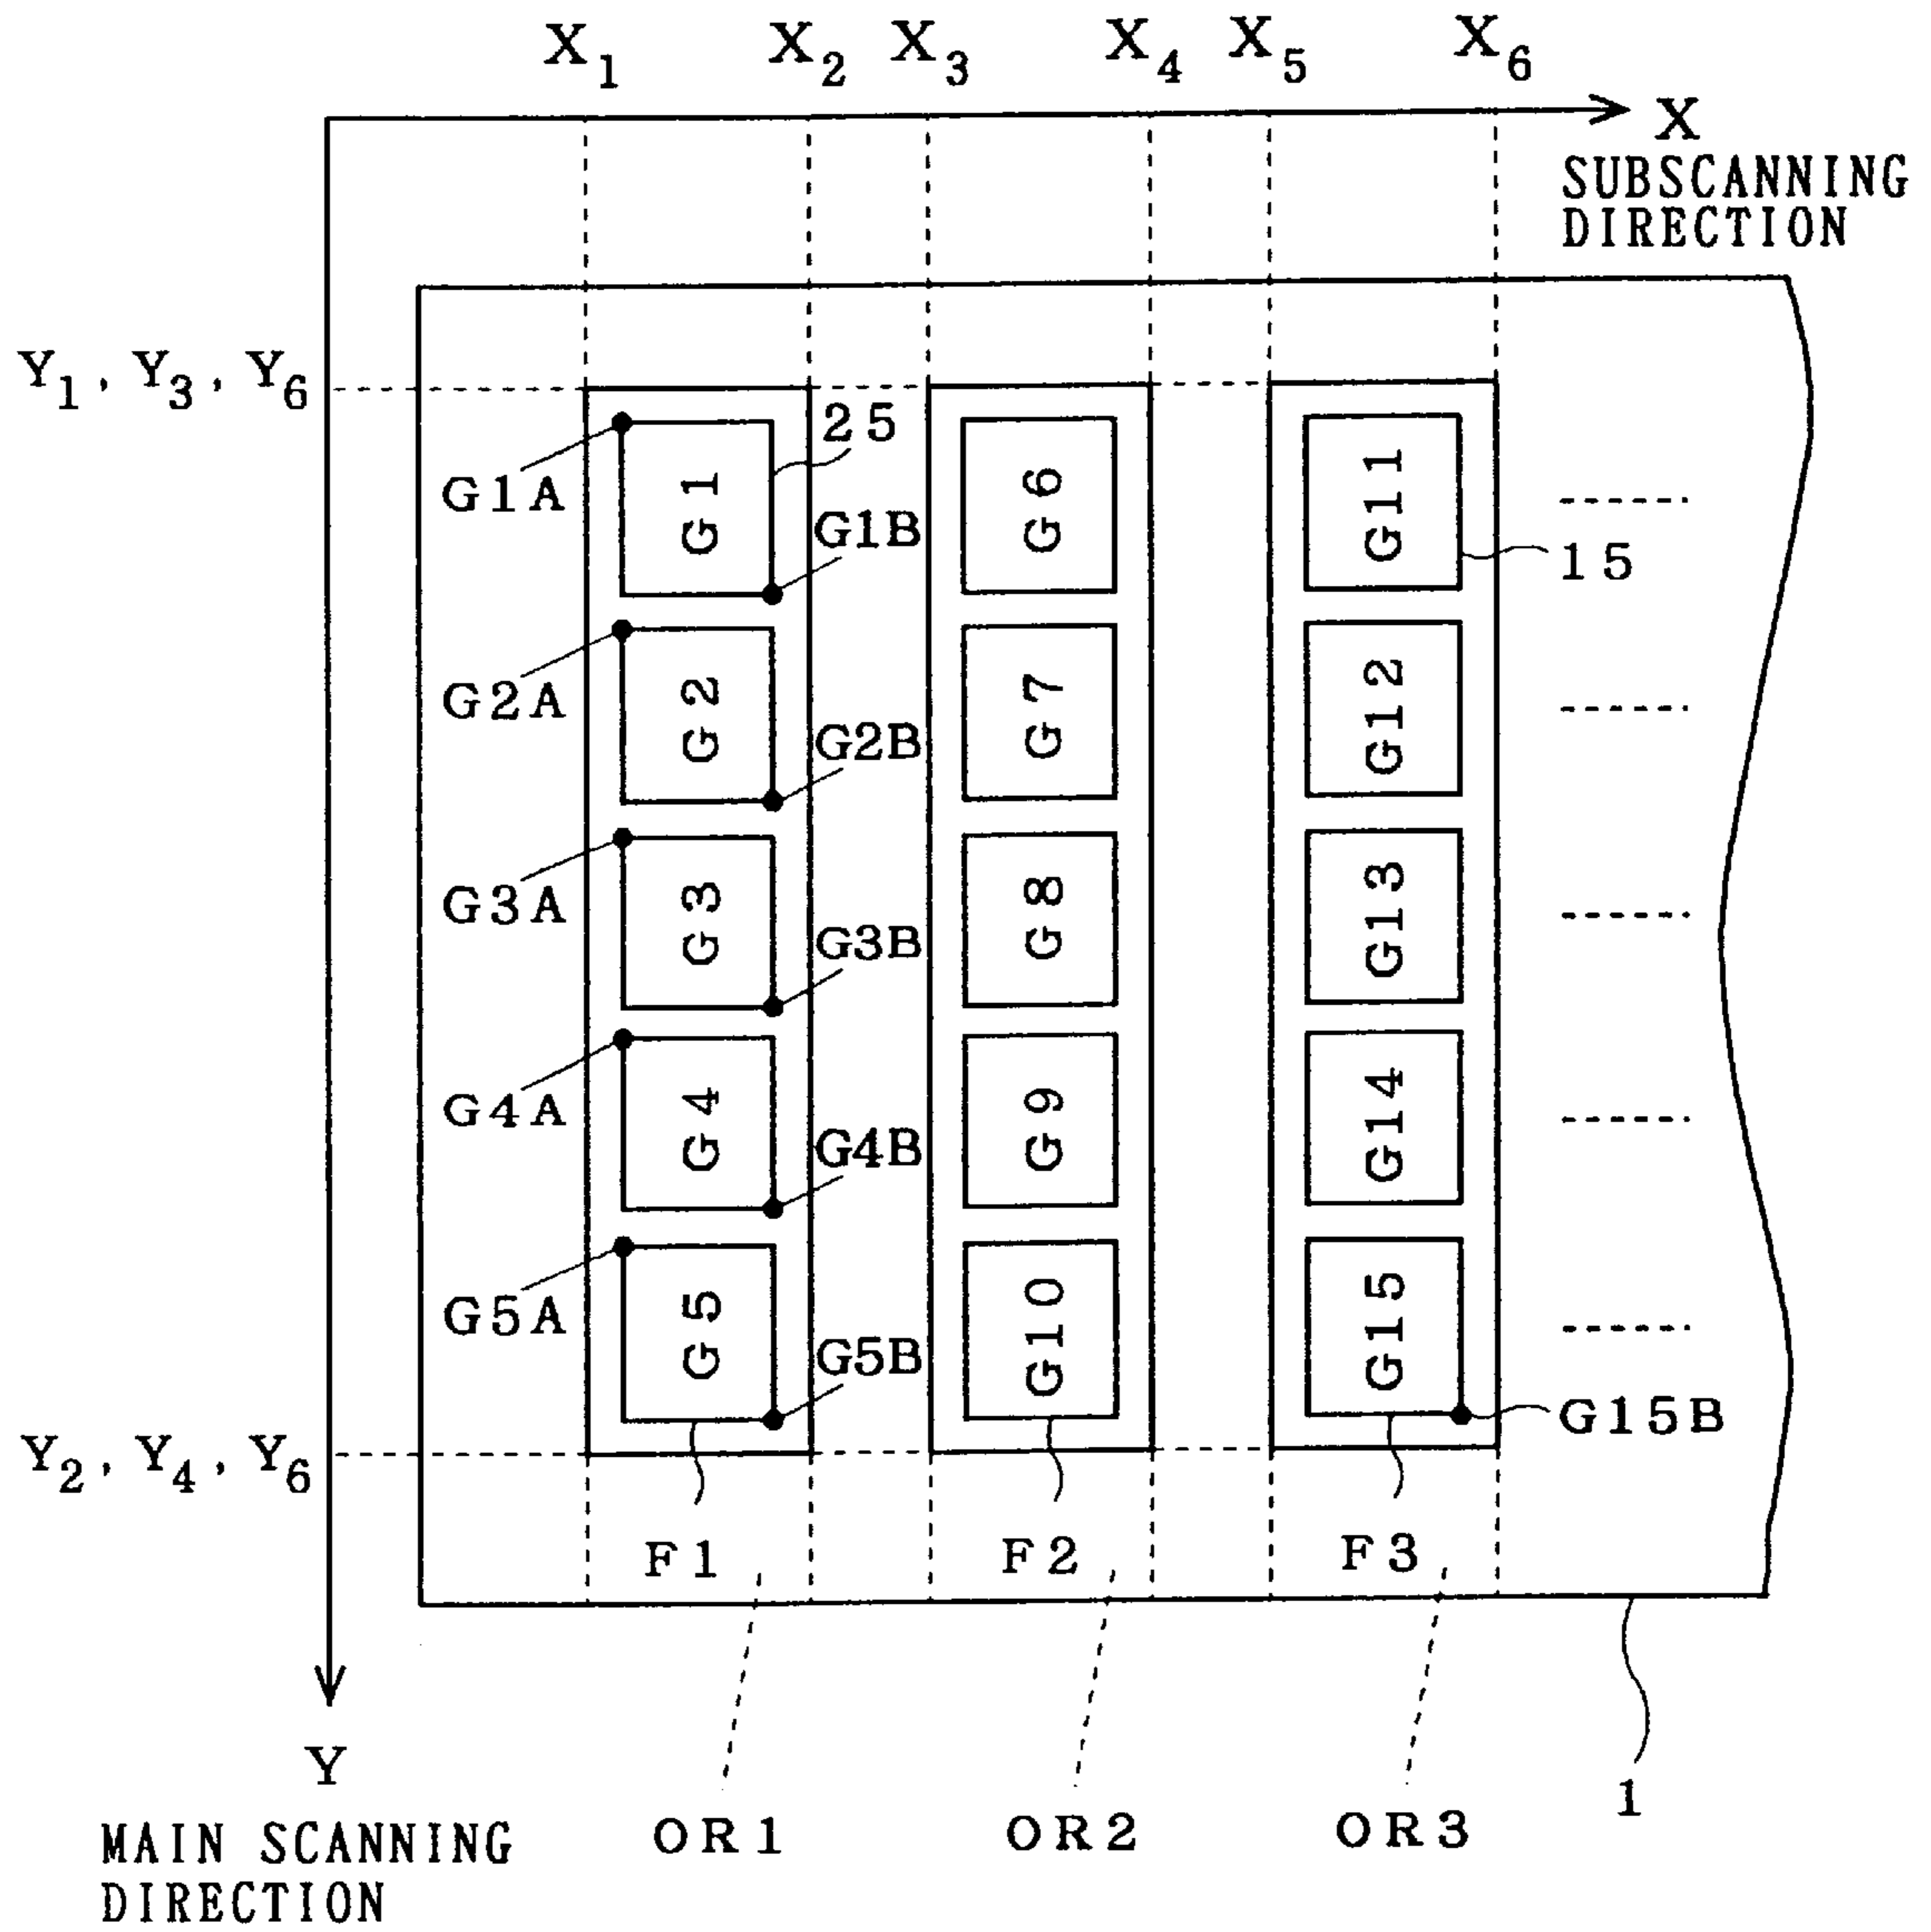 X1 X2 X3 X4 X5 X6
X
SUBSCANNING
DIRECTION
Y1, Y3, Y6
25
G1A G1 G6 G11
G1B 15
G2A G2 G7 G12
G2B
G3A G3 G8 G13
G3B
G4A G4 G9 G14
G4B
G5A G5 G10 G15
G5B
G15B
Y2, Y4, Y6
F1 F2 F3
Y
1
OR1 OR2 OR3
MAIN SCANNING
DIRECTION